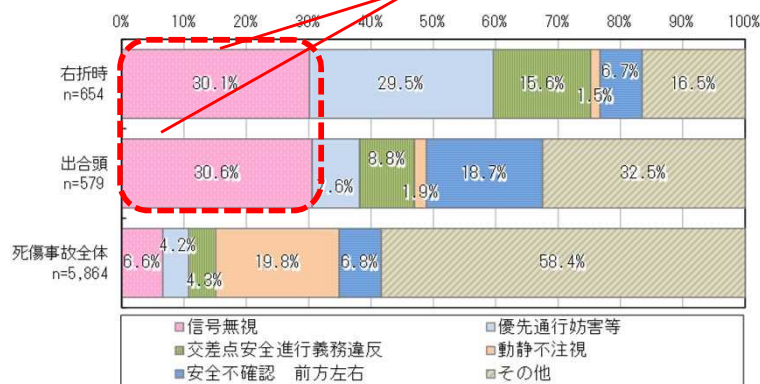 0% 10% 20% 30% 40% 50% 60% 70% 80% 90% 100%
右折時
n=654
30.1% 29.5% 15.6% 1.5% 6.7% 16.5%
出合頭
n=579
30.6% .6% 8.8% 1.9% 18.7% 32.5%
死傷事故全体
n=5,864
6.6% 4.2% 4.3% 19.8% 6.8% 58.4%
信号無視 優先通行妨害等
交差点安全進行義務違反 動静不注視
安全不確認 前方左右 その他